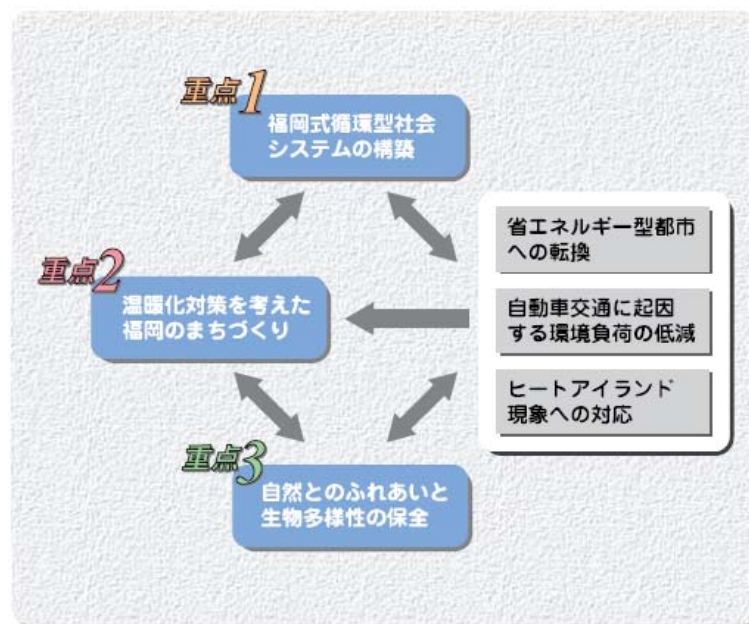 重点1
福岡式循環型社会
システムの構築
重点2
温暖化対策を考えた
福岡のまちづくり
重点3
自然とのふれあいと
生物多様性の保全
省エネルギー型都市
への転換
自動車交通に起因
する環境負荷の低減
ヒートアイランド
現象への対応